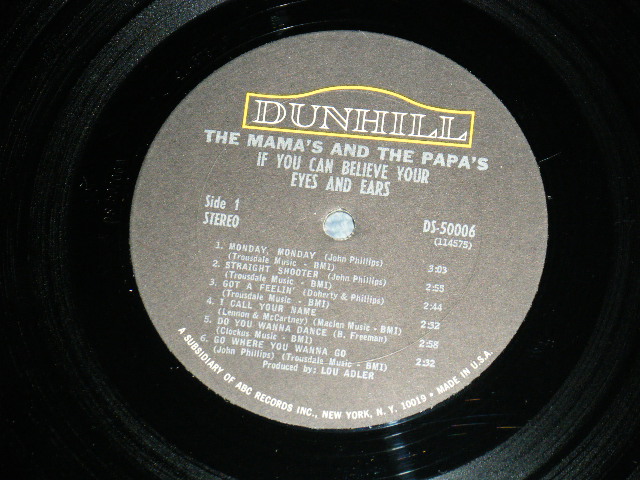 DUNHILL
THE MAMA'S AND THE PAPA'S
IF YOU CAN BELIEVE YOUR
EYES AND EARS
Side 1
STEREO
DS-50006
(114575)
1. MONDAY, MONDAY (John Phillips)
(Trousdale Music - BMI) 3:03
2. STRAIGHT SHOOTER (John Phillips)
(Trousdale Music - BMI) 2:55
3. GOT A FEELIN' (Doherty & Phillips)
(Trousdale Music - BMI) 2:44
4. I CALL YOUR NAME
(Lennon & McCartney) (Maclen Music - BMI) 2:32
5. DO YOU WANNA DANCE (B. Freeman)
(Clockus Music - BMI) 2:58
6. GO WHERE YOU WANNA GO
(John Phillips) (Trousdale Music - BMI) 2:32
Produced by: LOU ADLER
A SUBSIDIARY OF ABC RECORDS INC., NEW YORK, N.Y. 10019 • MADE IN U.S.A.